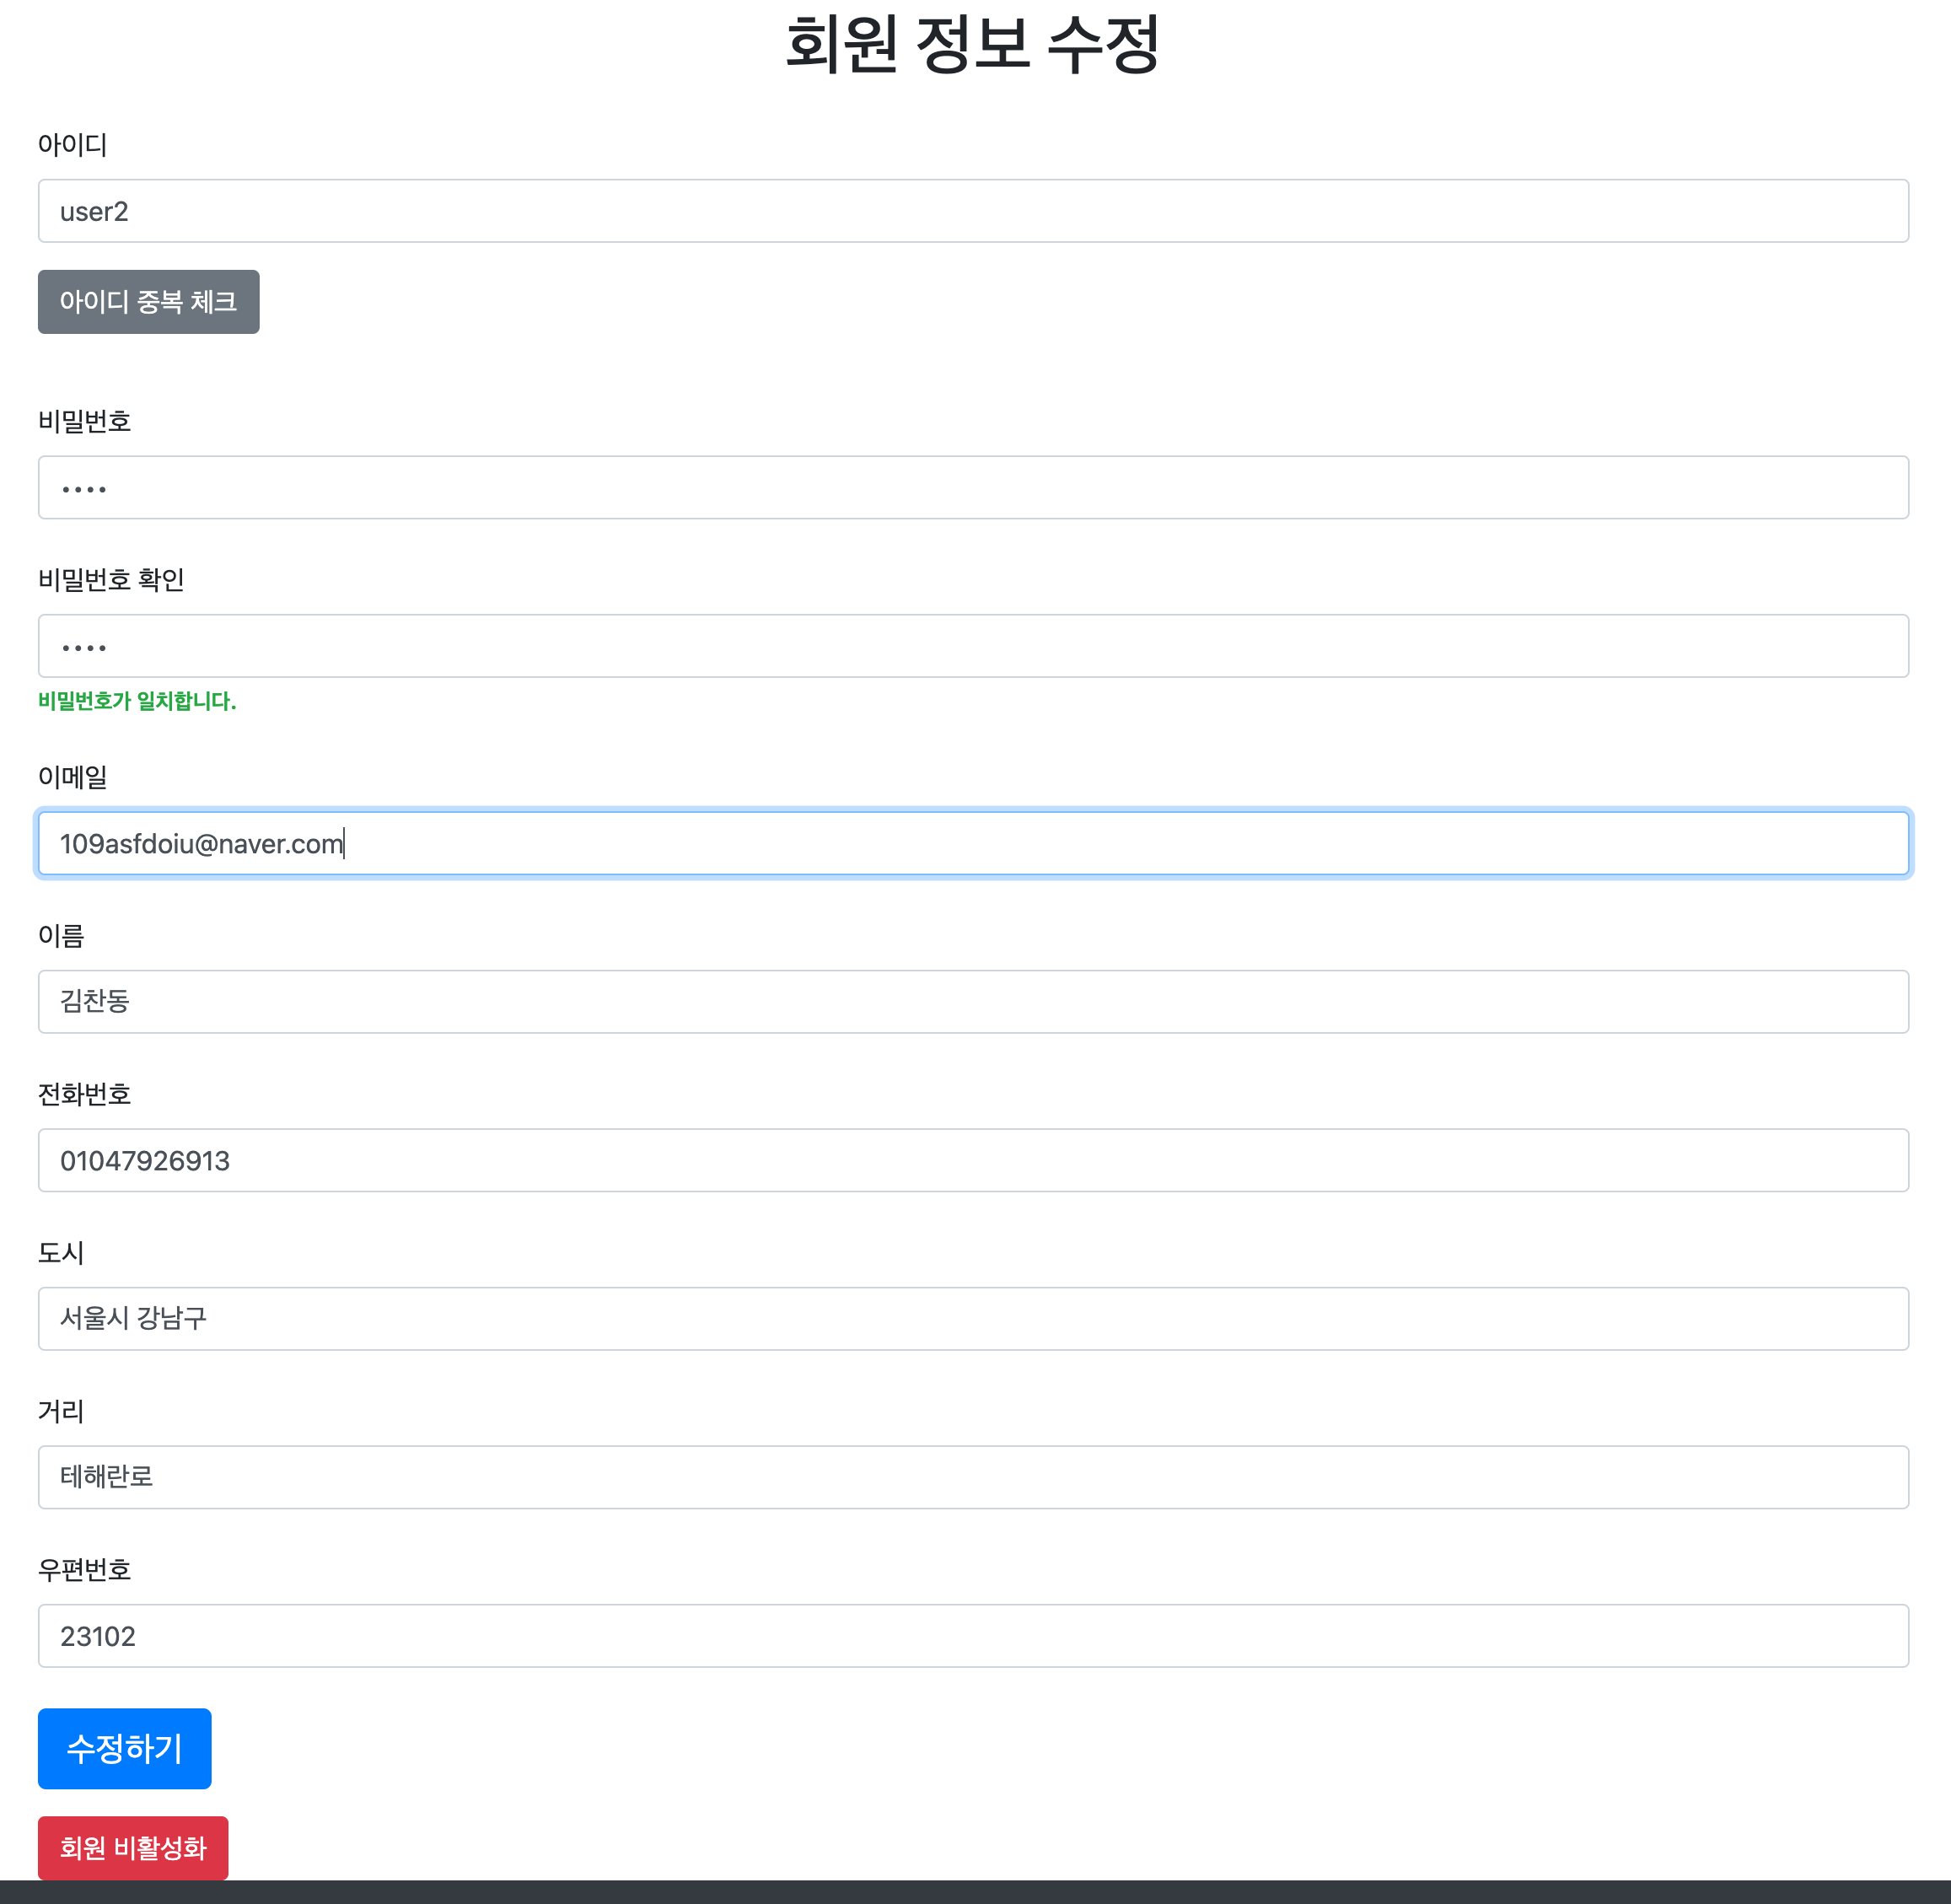 회원 정보 수정
아이디
user2
아이디 중복 체크
비밀번호
••••
비밀번호 확인
••••
비밀번호가 일치합니다.
이메일
109asfdoiu@naver.com
이름
김찬동
전화번호
01047926913
도시
서울시 강남구
거리
테해란로
우편번호
23102
수정하기
회원 비활성화